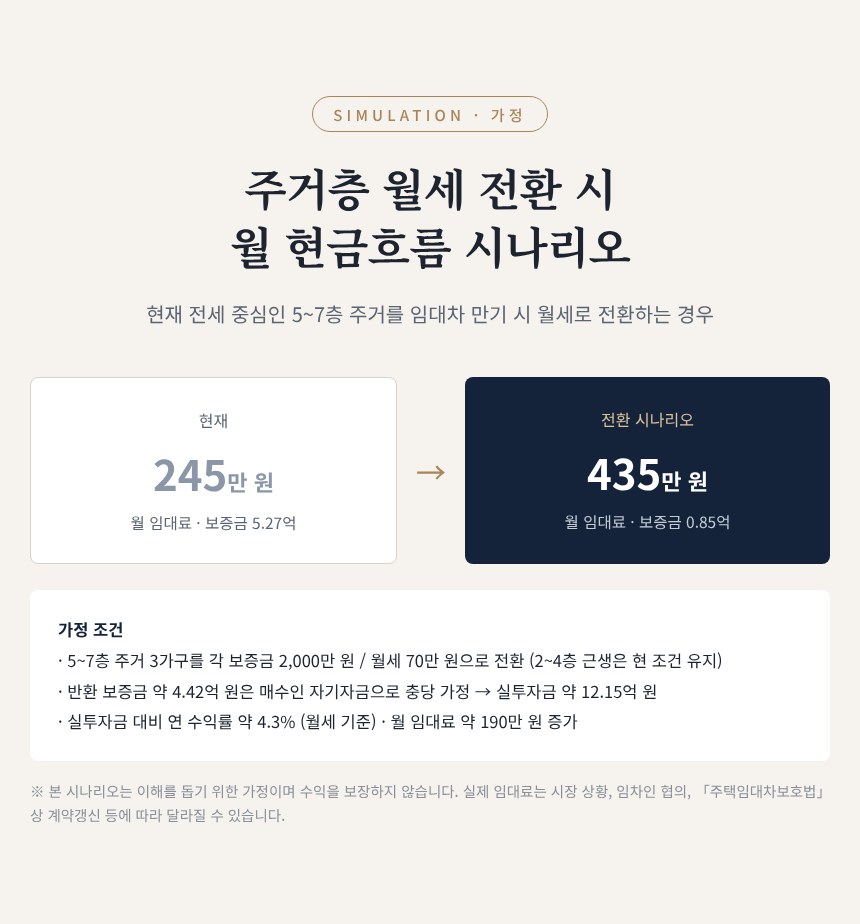 SIMULATION · 가정
주거층 월세 전환 시
월 현금흐름 시나리오
현재 전세 중심인 5~7층 주거를 임대차 만기 시 월세로 전환하는 경우
현재
245만 원
월 임대료 · 보증금 5.27억
→
전환 시나리오
435만 원
월 임대료 · 보증금 0.85억
가정 조건
· 5~7층 주거 3가구를 각 보증금 2,000만 원 / 월세 70만 원으로 전환 (2~4층 근생은 현 조건 유지)
· 반환 보증금 약 4.42억 원은 매수인 자기자금으로 충당 가정 → 실투자금 약 12.15억 원
· 실투자금 대비 연 수익률 약 4.3% (월세 기준) · 월 임대료 약 190만 원 증가
※ 본 시나리오는 이해를 돕기 위한 가정이며 수익을 보장하지 않습니다. 실제 임대료는 시장 상황, 임차인 협의, 「주택임대차보호법」
상 계약갱신 등에 따라 달라질 수 있습니다.